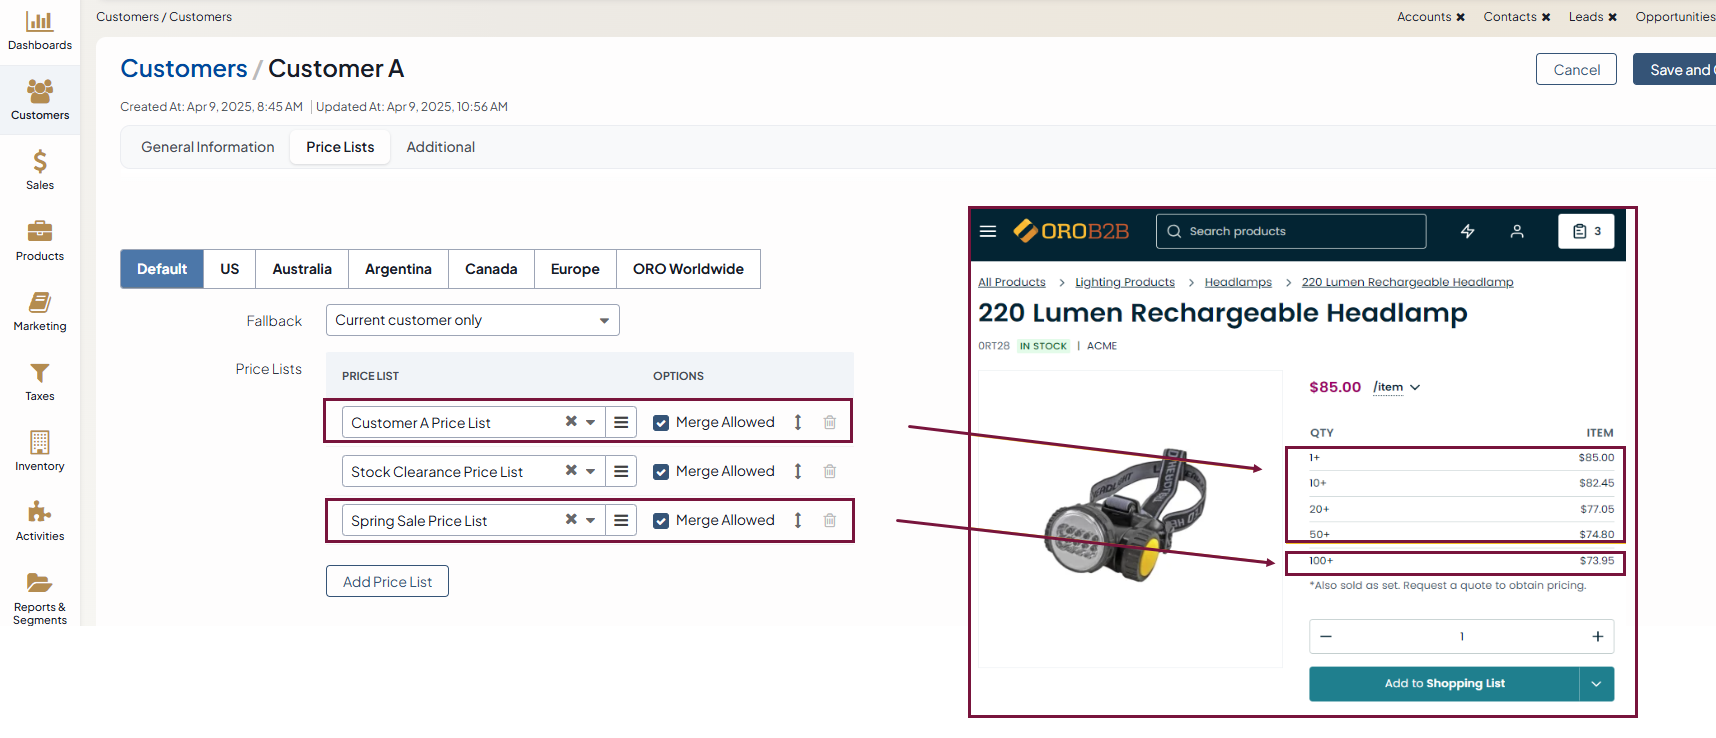 Customers / Customers
Accounts ✖ Contacts ✖ Leads ✖ Opportunities
Dashboards
Customers
Sales
Products
Marketing
Taxes
Inventory
Activities
Reports &
Segments
Customers / Customer A
Cancel
Save and
Created At: Apr 9, 2025, 8:45 AM | Updated At: Apr 9, 2025, 10:56 AM
General Information Price Lists Additional
Default US Australia Argentina Canada Europe ORO Worldwide
Fallback Current customer only
Price Lists
PRICE LIST OPTIONS
Customer A Price List Merge Allowed
Stock Clearance Price List Merge Allowed
Spring Sale Price List Merge Allowed
Add Price List
OROB2B
Search products
3
All Products > Lighting Products > Headlamps > 220 Lumen Rechargeable Headlamp
220 Lumen Rechargeable Headlamp
0RT28 IN STOCK | ACME
$85.00 /item
QTY ITEM
1+ $85.00
10+ $82.45
20+ $77.05
50+ $74.80
100+ $73.95
*Also sold as set. Request a quote to obtain pricing.
— 1 +
Add to Shopping List